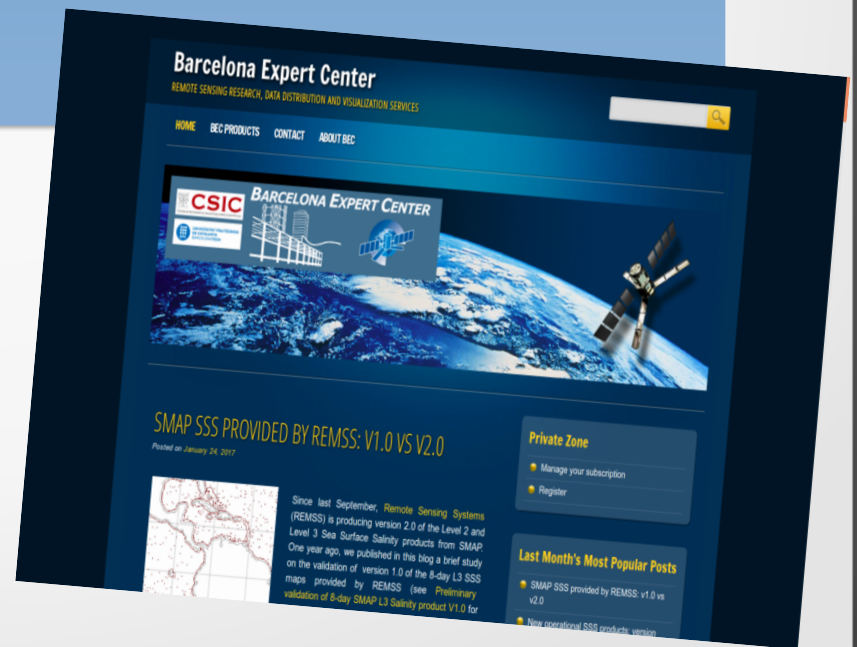 Barcelona Expert Center
REMOTE SENSING RESEARCH, DATA DISTRIBUTION AND VISUALIZATION SERVICES
HOME BEC PRODUCTS CONTACT ABOUT BEC
CSIC
BARCELONA EXPERT CENTER
SMAP SSS PROVIDED BY REMSS: V1.0 VS V2.0
Posted on January 24, 2017
Since last September, Remote Sensing Systems
(REMSS) is producing version 2.0 of the Level 2 and
Level 3 Sea Surface Salinity products from SMAP.
One year ago, we published in this blog a brief study
on the validation of version 1.0 of the 8-day L3 SSS
maps provided by REMSS (see Preliminary
validation of 8-day SMAP L3 Salinity product V1.0 for
Private Zone
Manage your subscription
Register
Last Month's Most Popular Posts
SMAP SSS provided by REMSS: v1.0 vs
v2.0
New operational SSS products: version